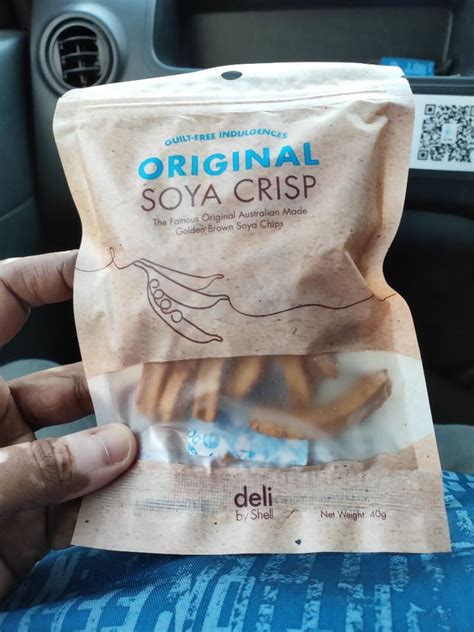 GUILT-FREE INDULGENCES
ORIGINAL
SOYA CRISP
The Famous Original Australian Made
Golden Brown Soya Chips
deli
by Shell
Net Weight 40g